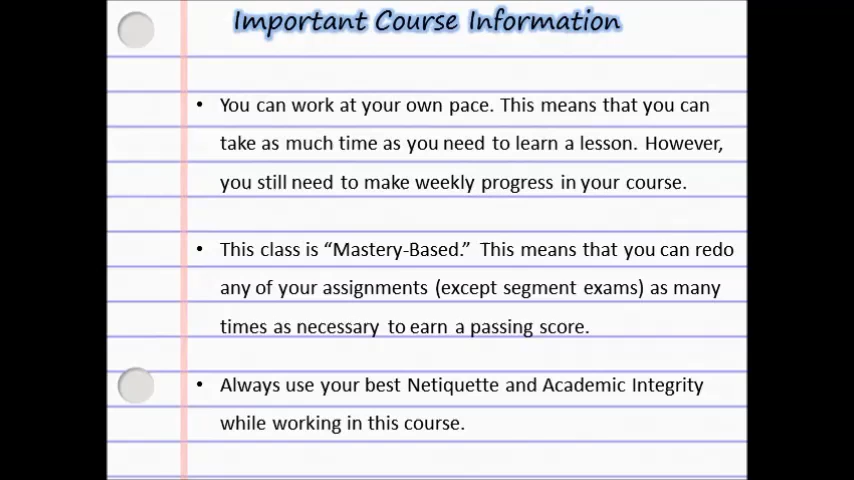 Important Course Information
• You can work at your own pace. This means that you can
take as much time as you need to learn a lesson. However,
you still need to make weekly progress in your course.
• This class is “Mastery-Based.” This means that you can redo
any of your assignments (except segment exams) as many
times as necessary to earn a passing score.
• Always use your best Netiquette and Academic Integrity
while working in this course.